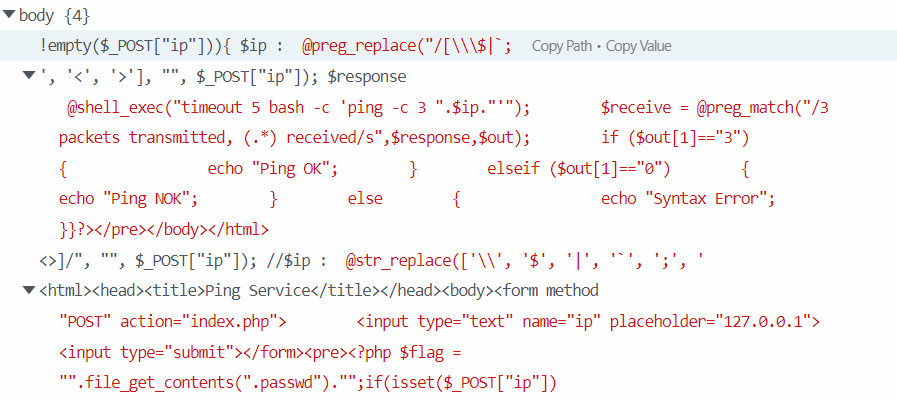 body {4}
!empty($_POST["ip"])){ $ip : @preg_replace("/[\\\$|`; Copy Path • Copy Value
', '<', '>'], "", $_POST["ip"]); $response
@shell_exec("timeout 5 bash -c 'ping -c 3 ".$ip."'"); $receive = @preg_match("/3
packets transmitted, (.*) received/s",$response,$out); if ($out[1]=="3")
{ echo "Ping OK"; } elseif ($out[1]=="0") {
echo "Ping NOK"; } else { echo "Syntax Error";
}}?></pre></body></html>
<>]/", "", $_POST["ip"]); //$ip : @str_replace(['\\', '$', '|', '`', ';', '
<html><head><title>Ping Service</title></head><body><form method
"POST" action="index.php"> <input type="text" name="ip" placeholder="127.0.0.1">
<input type="submit"></form><pre><?php $flag =
"".file_get_contents(".passwd")."";if(isset($_POST["ip"])